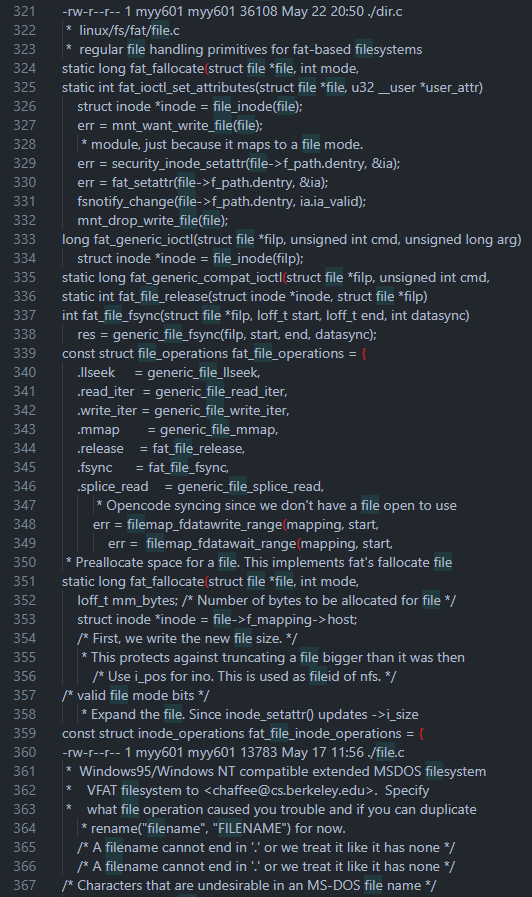 321 -rw-r--r-- 1 myy601 myy601 36108 May 22 20:50 ./dir.c
322 * linux/fs/fat/file.c
323 * regular file handling primitives for fat-based filesystems
324 static long fat_fallocate(struct file *file, int mode,
325 static int fat_ioctl_set_attributes(struct file *file, u32 __user *user_attr)
326 struct inode *inode = file_inode(file);
327 err = mnt_want_write_file(file);
328 * module, just because it maps to a file mode.
329 err = security_inode_setattr(file->f_path.dentry, &ia);
330 err = fat_setattr(file->f_path.dentry, &ia);
331 fsnotify_change(file->f_path.dentry, ia.ia_valid);
332 mnt_drop_write_file(file);
333 long fat_generic_ioctl(struct file *filp, unsigned int cmd, unsigned long arg)
334 struct inode *inode = file_inode(filp);
335 static long fat_generic_compat_ioctl(struct file *filp, unsigned int cmd,
336 static int fat_file_release(struct inode *inode, struct file *filp)
337 int fat_file_fsync(struct file *filp, loff_t start, loff_t end, int datasync)
338 res = generic_file_fsync(filp, start, end, datasync);
339 const struct file_operations fat_file_operations = {
340 .llseek = generic_file_llseek,
341 .read_iter = generic_file_read_iter,
342 .write_iter = generic_file_write_iter,
343 .mmap = generic_file_mmap,
344 .release = fat_file_release,
345 .fsync = fat_file_fsync,
346 .splice_read = generic_file_splice_read,
347 * Opencode syncing since we don't have a file open to use
348 err = filemap_fdatawrite_range(mapping, start,
349 err = filemap_fdatawait_range(mapping, start,
350 * Preallocate space for a file. This implements fat's fallocate file
351 static long fat_fallocate(struct file *file, int mode,
352 loff_t mm_bytes; /* Number of bytes to be allocated for file */
353 struct inode *inode = file->f_mapping->host;
354 /* First, we write the new file size. */
355 * This protects against truncating a file bigger than it was then
356 /* Use i_pos for ino. This is used as fileid of nfs. */
357 /* valid file mode bits */
358 * Expand the file. Since inode_setattr() updates ->i_size
359 const struct inode_operations fat_file_inode_operations = {
360 -rw-r--r-- 1 myy601 myy601 13783 May 17 11:56 ./file.c
361 * Windows95/Windows NT compatible extended MSDOS filesystem
362 * VFAT filesystem to <chaffee@cs.berkeley.edu>. Specify
363 * what file operation caused you trouble and if you can duplicate
364 * rename("filename", "FILENAME") for now.
365 /* A filename cannot end in '.' or we treat it like it has none */
366 /* A filename cannot end in '.' or we treat it like it has none */
367 /* Characters that are undesirable in an MS-DOS file name */